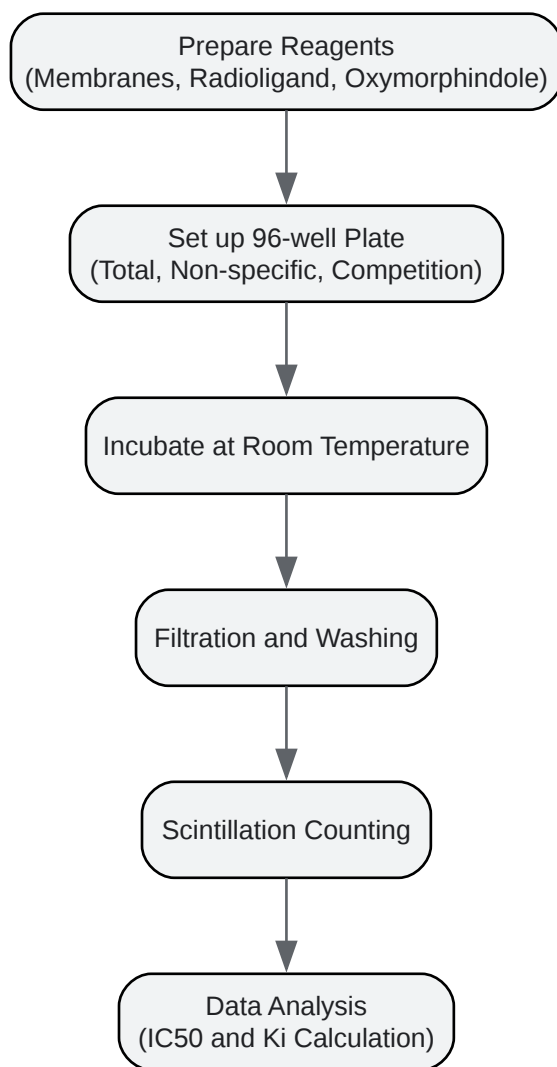 Prepare Reagents
(Membranes, Radioligand, Oxymorphindole)
Set up 96-well Plate
(Total, Non-specific, Competition)
Incubate at Room Temperature
Filtration and Washing
Scintillation Counting
Data Analysis
(IC50 and Ki Calculation)